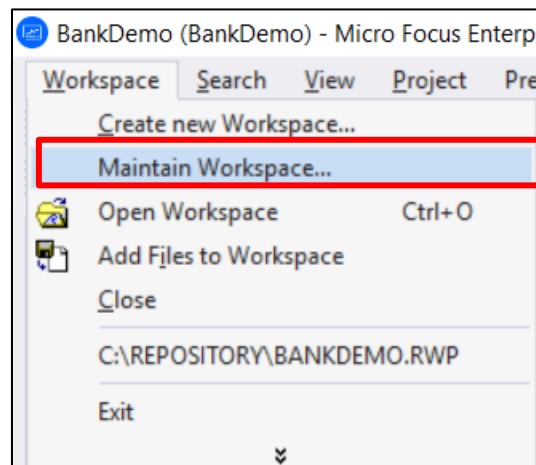 BankDemo (BankDemo) - Micro Focus Enterp
Workspace Search View Project Pre
Create new Workspace...
Maintain Workspace...
Open Workspace Ctrl+O
Add Files to Workspace
Close
C:\REPOSITORY\BANKDEMO.RWP
Exit